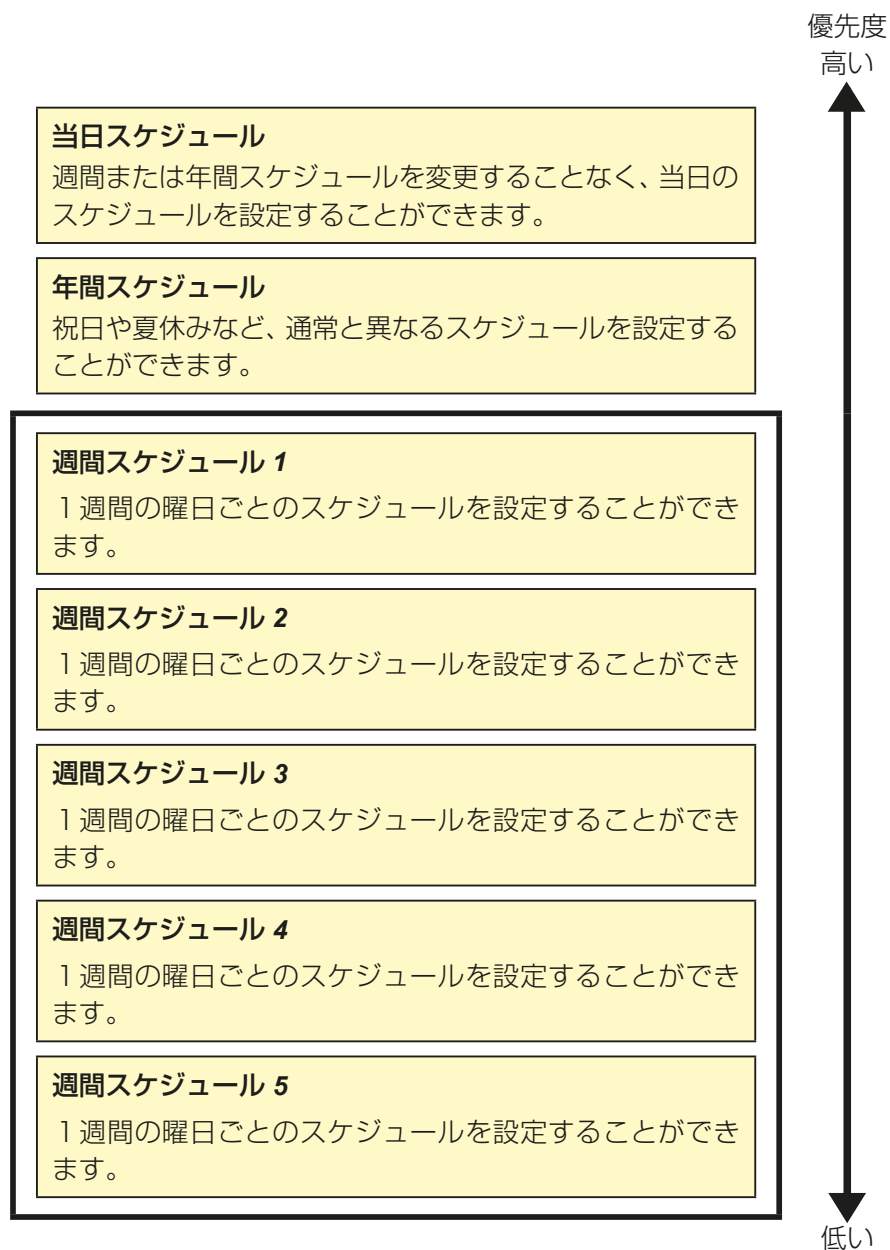 優先度
高い
当日スケジュール
週間または年間スケジュールを変更することなく、当日の
スケジュールを設定することができます。
年間スケジュール
祝日や夏休みなど、通常と異なるスケジュールを設定する
ことができます。
週間スケジュール 1
1週間の曜日ごとのスケジュールを設定することができ
ます。
週間スケジュール 2
1週間の曜日ごとのスケジュールを設定することができ
ます。
週間スケジュール 3
1週間の曜日ごとのスケジュールを設定することができ
ます。
週間スケジュール 4
1週間の曜日ごとのスケジュールを設定することができ
ます。
週間スケジュール 5
1週間の曜日ごとのスケジュールを設定することができ
ます。
低い